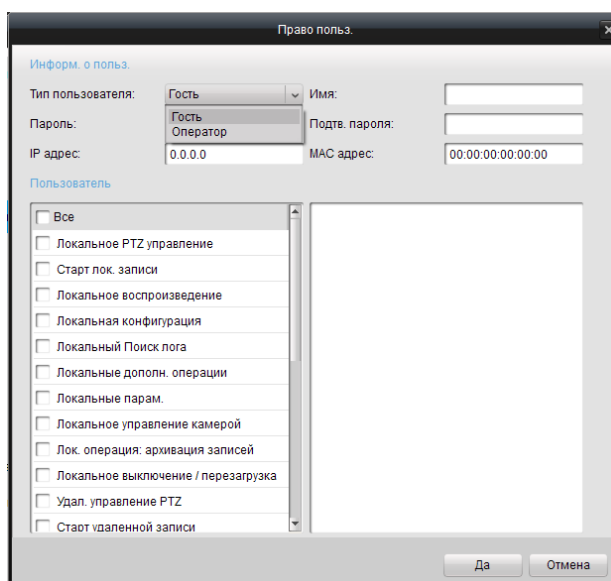 Право польз.
Информ. о польз.
Тип пользователя: Гость Имя:
Гость
Оператор
Пароль: Подтв. пароля:
IP адрес: 0.0.0.0 MAC адрес: 00:00:00:00:00:00
Пользователь
Все
Локальное PTZ управление
Старт лок. записи
Локальное воспроизведение
Локальная конфигурация
Локальный Поиск лога
Локальные дополн. операции
Локальные парам.
Локальное управление камерой
Лок. операция: архивация записей
Локальное выключение / перезагрузка
Удал. управление PTZ
Старт удаленной записи
Да Отмена